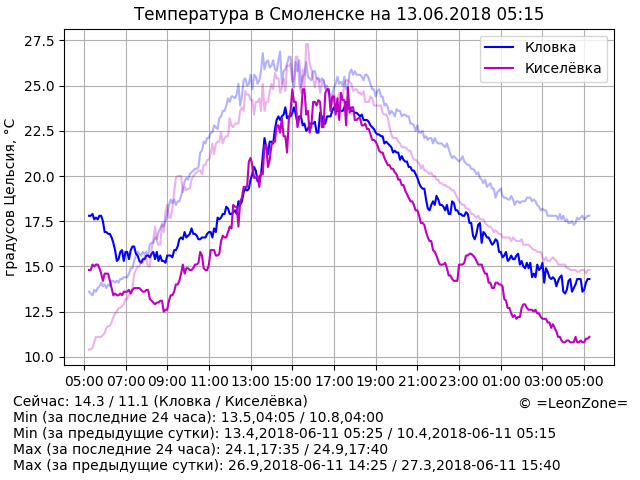 Температура в Смоленске на 13.06.2018 05:15
27.5
25.0
22.5
20.0
17.5
15.0
12.5
10.0
градусов Цельсия, °C
Кловка
Киселёвка
05:00 07:00 09:00 11:00 13:00 15:00 17:00 19:00 21:00 23:00 01:00 03:00 05:00
Сейчас: 14.3 / 11.1 (Кловка / Киселёвка)
© =LeonZone=
Min (за последние 24 часа): 13.5,04:05 / 10.8,04:00
Min (за предыдущие сутки): 13.4,2018-06-11 05:25 / 10.4,2018-06-11 05:15
Max (за последние 24 часа): 24.1,17:35 / 24.9,17:40
Max (за предыдущие сутки): 26.9,2018-06-11 14:25 / 27.3,2018-06-11 15:40